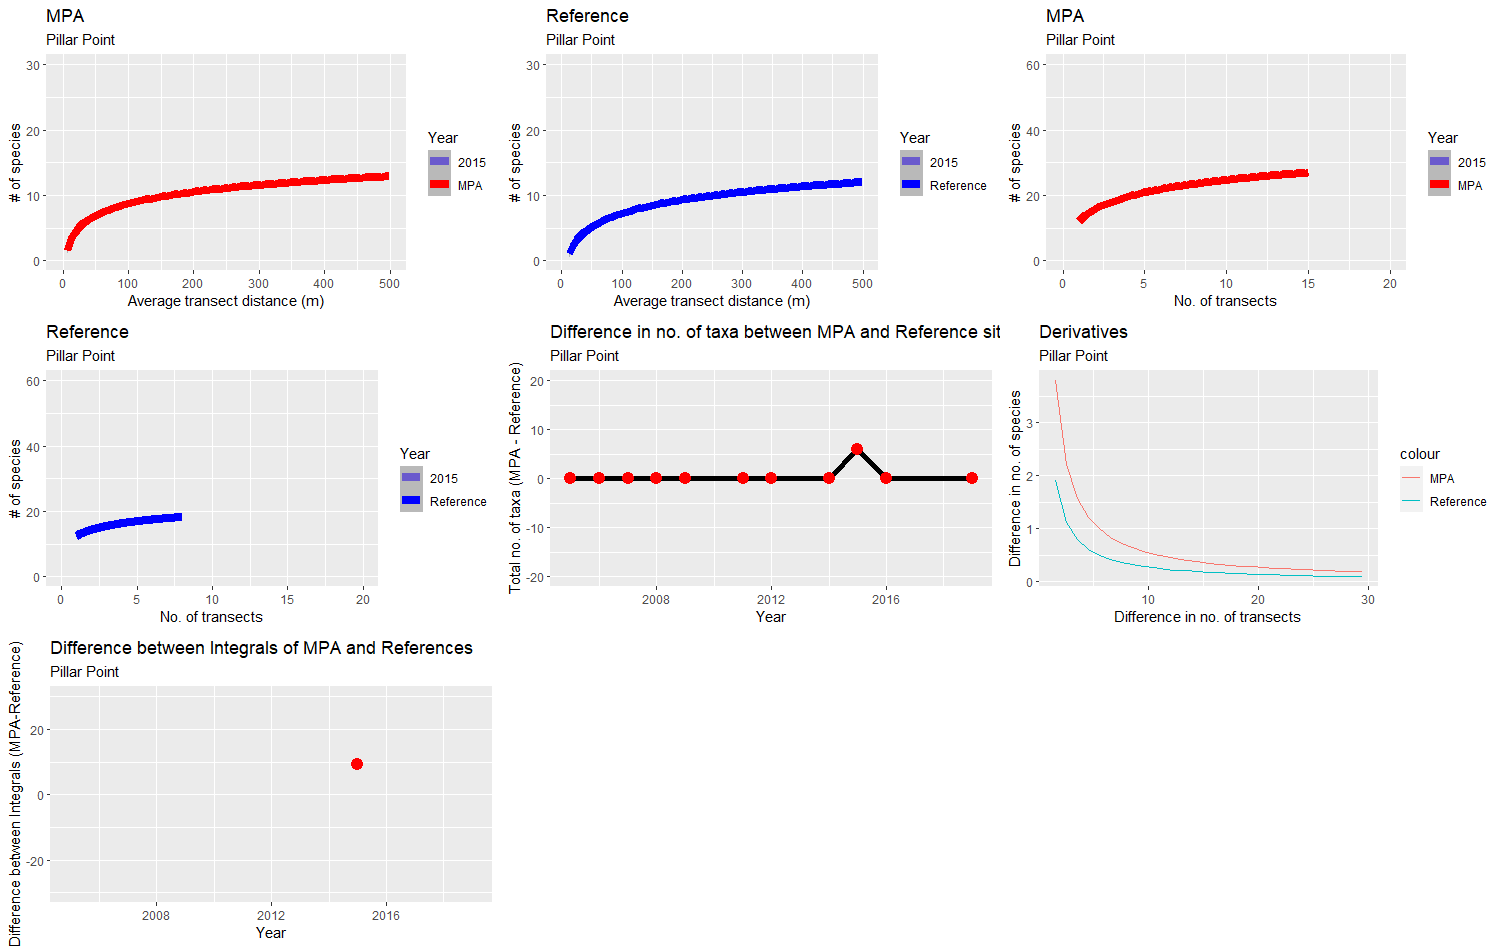 MPA
Pillar Point
# of species
30
20
10
0
0 100 200 300 400 500
Average transect distance (m)
Year
2015
MPA
Reference
Pillar Point
# of species
30
20
10
0
0 100 200 300 400 500
Average transect distance (m)
Year
2015
Reference
MPA
Pillar Point
# of species
60
40
20
0
0 5 10 15 20
No. of transects
Year
2015
MPA
Reference
Pillar Point
# of species
60
40
20
0
0 5 10 15 20
No. of transects
Year
2015
Reference
Difference in no. of taxa between MPA and Reference sit
Pillar Point
Total no. of taxa (MPA - Reference)
20
10
0
-10
-20
2008 2012 2016
Year
Derivatives
Pillar Point
Difference in no. of species
3
2
1
0
10 20 30
Difference in no. of transects
colour
MPA
Reference
Difference between Integrals of MPA and References
Pillar Point
Difference between Integrals (MPA-Reference)
20
0
-20
2008 2012 2016
Year